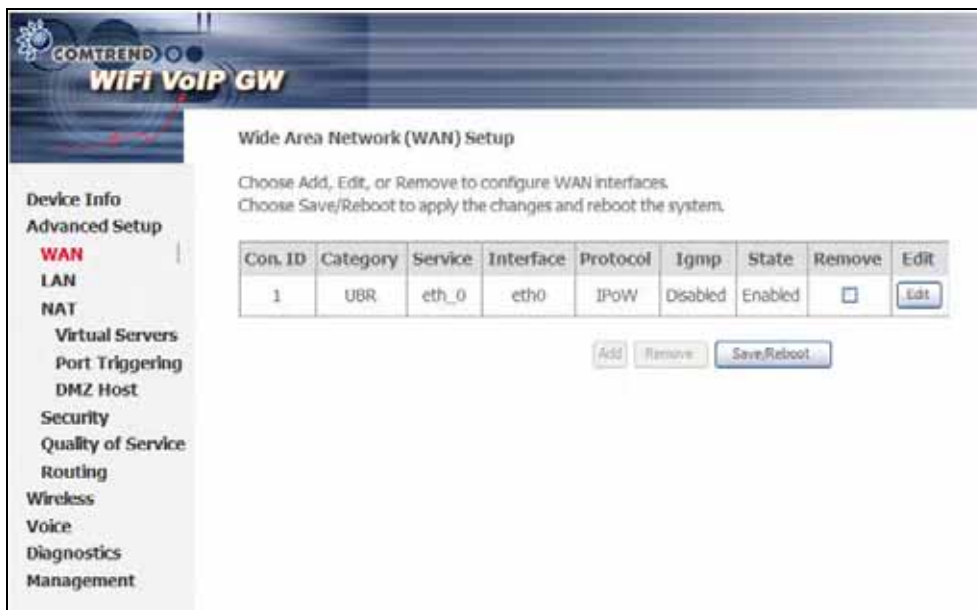 COMTREND
WiFi VoIP GW
Device Info
Advanced Setup
WAN
LAN
NAT
Virtual Servers
Port Triggering
DMZ Host
Security
Quality of Service
Routing
Wireless
Voice
Diagnostics
Management
Wide Area Network (WAN) Setup
Choose Add, Edit, or Remove to configure WAN interfaces.
Choose Save/Reboot to apply the changes and reboot the system.
Con. ID Category Service Interface Protocol Igmp State Remove Edit
1 UBR eth_0 eth0 IPoW Disabled Enabled Edit
Add Remove Save/Reboot